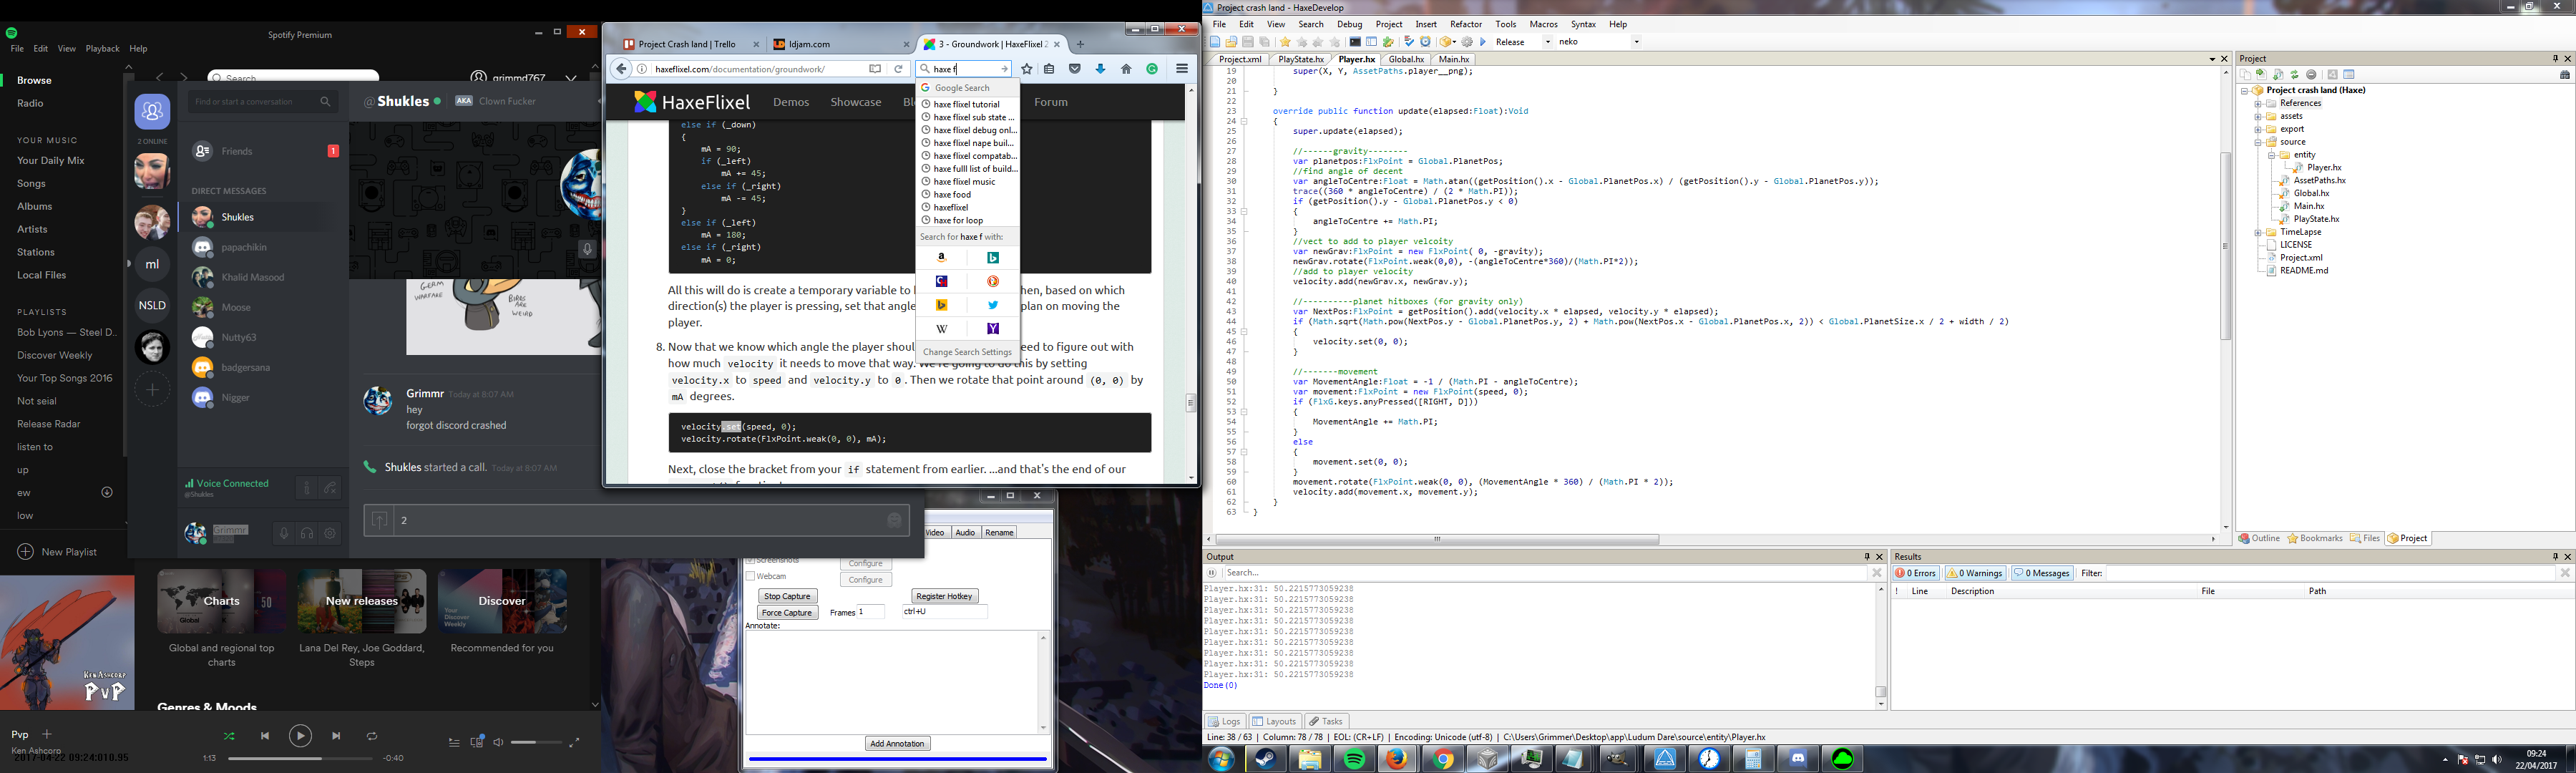 Spotify Premium
File Edit View Playback Help
Search
grimmd767
Browse
Radio
YOUR MUSIC
Your Daily Mix
Songs
Albums
Artists
Stations
Local Files
PLAYLISTS
Bob Lyons — Steel D..
Discover Weekly
Your Top Songs 2016
Not seial
Release Radar
listen to
up
ew
low
New Playlist
KEN ASHCORP
PvP
Charts
New releases
Discover
Global and regional top charts
Lana Del Rey, Joe Goddard, Steps
Recommended for you
Genres & Moods
Pvp
Ken Ashcorp
2017-04-22 09:24:010.95
1:13
-0:40
2 ONLINE
ml
NSLD
Find or start a conversation
Friends
1
DIRECT MESSAGES
Shukles
papachikin
Khalid Masood
Moose
Nutty63
badgersana
Nigger
Voice Connected
@Shukles
Grimmr
@Shukles AKA Clown Fucker
GERM WARFARE
BIRDS ARE WEIRD
Grimmr Today at 8:07 AM
hey
forgot discord crashed
Shukles started a call. Today at 8:07 AM
2
Project Crash land | Trello
ldjam.com
3 - Groundwork | HaxeFlixel 2
haxeflixel.com/documentation/groundwork/
haxe f
HaxeFlixel Demos Showcase Bl Forum
Google Search
haxe flixel tutorial
haxe flixel sub state ...
haxe flixel debug onl...
haxe flixel nape buil...
haxe flixel compatab...
haxe fulll list of build...
haxe flixel music
haxe food
haxeflixel
haxe for loop
Search for haxe f with:
Change Search Settings
else if (_down)
{
mA = 90;
if (_left)
mA += 45;
else if (_right)
mA -= 45;
}
else if (_left)
mA = 180;
else if (_right)
mA = 0;
All this will do is create a temporary variable to hen, based on which
direction(s) the player is pressing, set that angle plan on moving the
player.
8. Now that we know which angle the player shoul eed to figure out with
how much velocity it needs to move that way. We're going to do this by setting
velocity.x to speed and velocity.y to 0. Then we rotate that point around (0, 0) by
mA degrees.
velocity.set(speed, 0);
velocity.rotate(FlxPoint.weak(0, 0), mA);
Next, close the bracket from your if statement from earlier. ...and that's the end of our
Video Audio Rename
Screenshots
Configure
Webcam
Configure
Stop Capture
Register Hotkey
Force Capture
Frames 1
ctrl+U
Annotate:
Add Annotation
Project crash land - HaxeDevelop
File Edit View Search Debug Project Insert Refactor Tools Macros Syntax Help
Release
neko
Project.xml PlayState.hx Player.hx Global.hx Main.hx
19 super(X, Y, AssetPaths.player__png);
20
21 }
22
23 override public function update(elapsed:Float):Void
24 {
25 super.update(elapsed);
26
27 //------gravity--------
28 var planetpos:FlxPoint = Global.PlanetPos;
29 //find angle of decent
30 var angleToCentre:Float = Math.atan((getPosition().x - Global.PlanetPos.x) / (getPosition().y - Global.PlanetPos.y));
31 trace((360 * angleToCentre) / (2 * Math.PI));
32 if (getPosition().y - Global.PlanetPos.y < 0)
33 {
34 angleToCentre += Math.PI;
35 }
36 //vect to add to player velcoity
37 var newGrav:FlxPoint = new FlxPoint( 0, -gravity);
38 newGrav.rotate(FlxPoint.weak(0,0), -(angleToCentre*360)/(Math.PI*2));
39 //add to player velocity
40 velocity.add(newGrav.x, newGrav.y);
41
42 //----------planet hitboxes (for gravity only)
43 var NextPos:FlxPoint = getPosition().add(velocity.x * elapsed, velocity.y * elapsed);
44 if (Math.sqrt(Math.pow(NextPos.y - Global.PlanetPos.y, 2) + Math.pow(NextPos.x - Global.PlanetPos.x, 2)) < Global.PlanetSize.x / 2 + width / 2)
45 {
46 velocity.set(0, 0);
47 }
48
49 //-------movement
50 var MovementAngle:Float = -1 / (Math.PI - angleToCentre);
51 var movement:FlxPoint = new FlxPoint(speed, 0);
52 if (FlxG.keys.anyPressed([RIGHT, D]))
53 {
54 MovementAngle += Math.PI;
55 }
56 else
57 {
58 movement.set(0, 0);
59 }
60 movement.rotate(FlxPoint.weak(0, 0), (MovementAngle * 360) / (Math.PI * 2));
61 velocity.add(movement.x, movement.y);
62 }
63 }
Project
Project crash land (Haxe)
References
assets
export
source
entity
Player.hx
AssetPaths.hx
Global.hx
Main.hx
PlayState.hx
TimeLapse
LICENSE
Project.xml
README.md
Outline Bookmarks Files Project
Output
Search...
Player.hx:31: 50.2215773059238
Player.hx:31: 50.2215773059238
Player.hx:31: 50.2215773059238
Player.hx:31: 50.2215773059238
Player.hx:31: 50.2215773059238
Player.hx:31: 50.2215773059238
Player.hx:31: 50.2215773059238
Player.hx:31: 50.2215773059238
Player.hx:31: 50.2215773059238
Done(0)
Logs Layouts Tasks
Results
0 Errors 0 Warnings 0 Messages Filter:
! Line Description File Path
Line: 38 / 63 | Column: 78 / 78 | EOL: (CR+LF) | Encoding: Unicode (utf-8) | C:\Users\Grimmer\Desktop\app\Ludum Dare\source\entity\Player.hx
09:24
22/04/2017